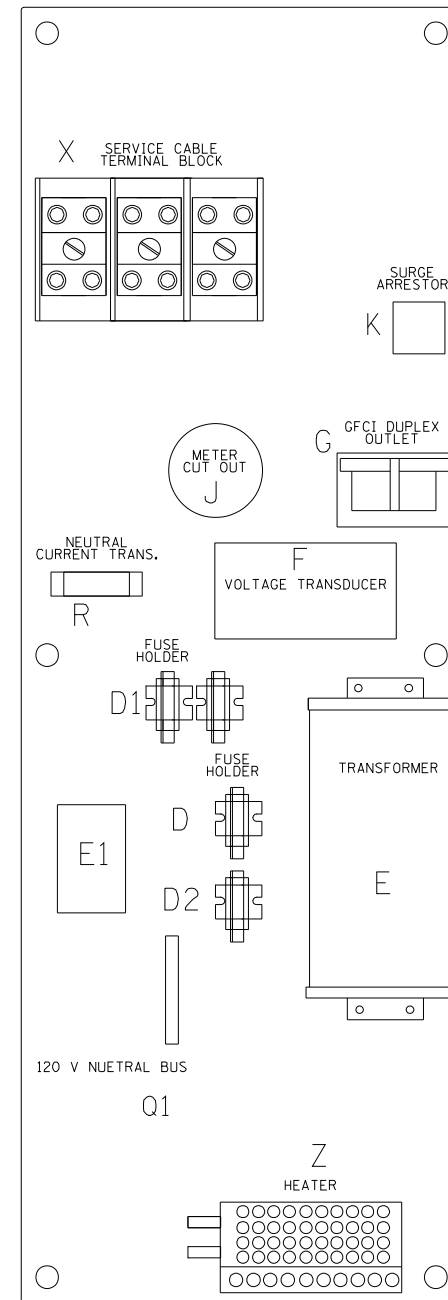 X
SERVICE CABLE
TERMINAL BLOCK
SURGE
ARRESTOR
K
G
GFCI DUPLEX
OUTLET
METER
CUT OUT
J
NEUTRAL
CURRENT TRANS.
R
F
VOLTAGE TRANSDUCER
FUSE
HOLDER
D1
FUSE
HOLDER
TRANSFORMER
D
E1
E
D2
120 V NUETRAL BUS
Q1
Z
HEATER